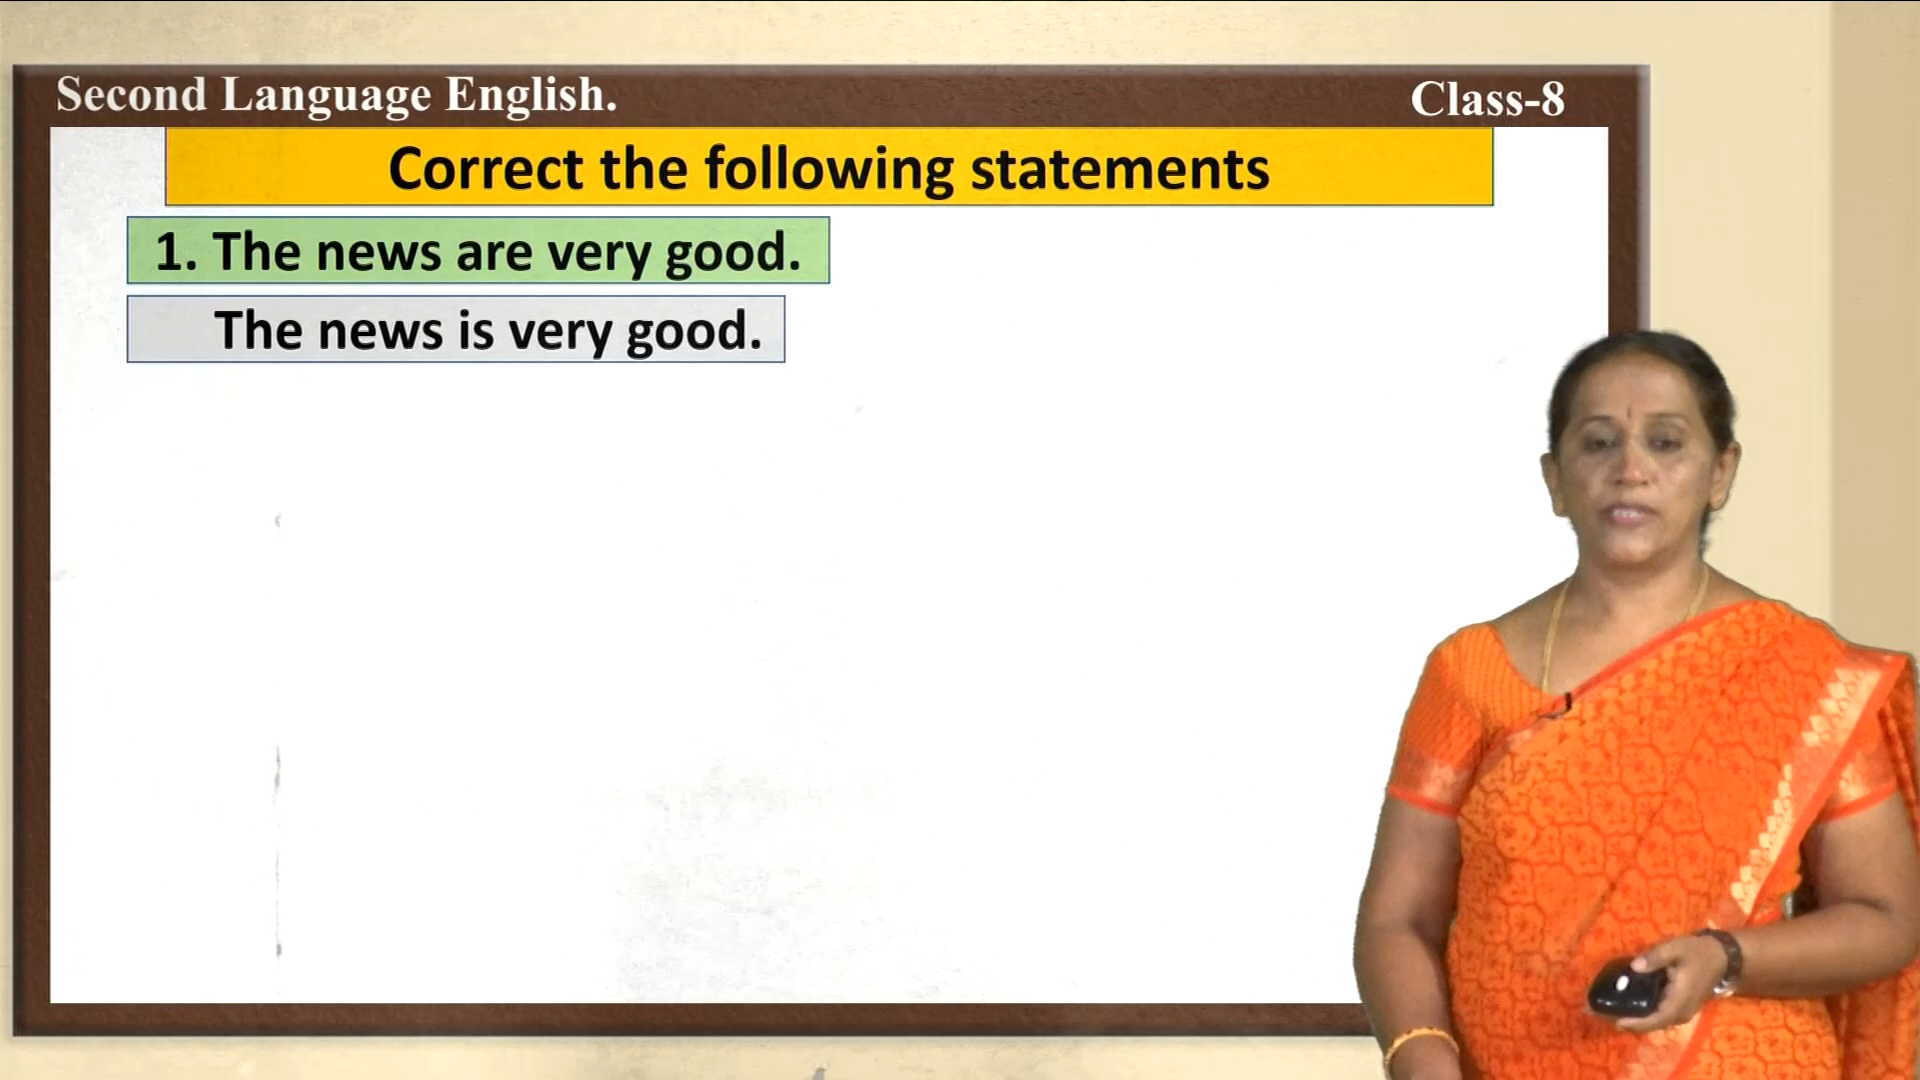 Second Language English.
Class-8
Correct the following statements
1. The news are very good.
The news is very good.